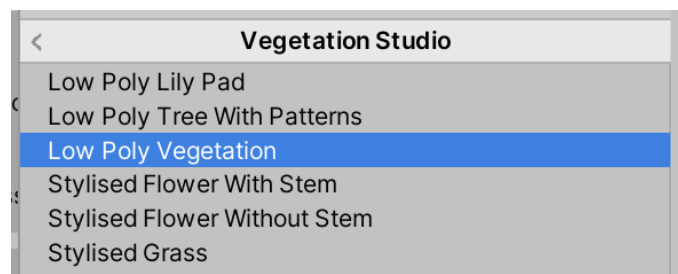 Vegetation Studio
Low Poly Lily Pad
Low Poly Tree With Patterns
Low Poly Vegetation
Stylised Flower With Stem
Stylised Flower Without Stem
Stylised Grass